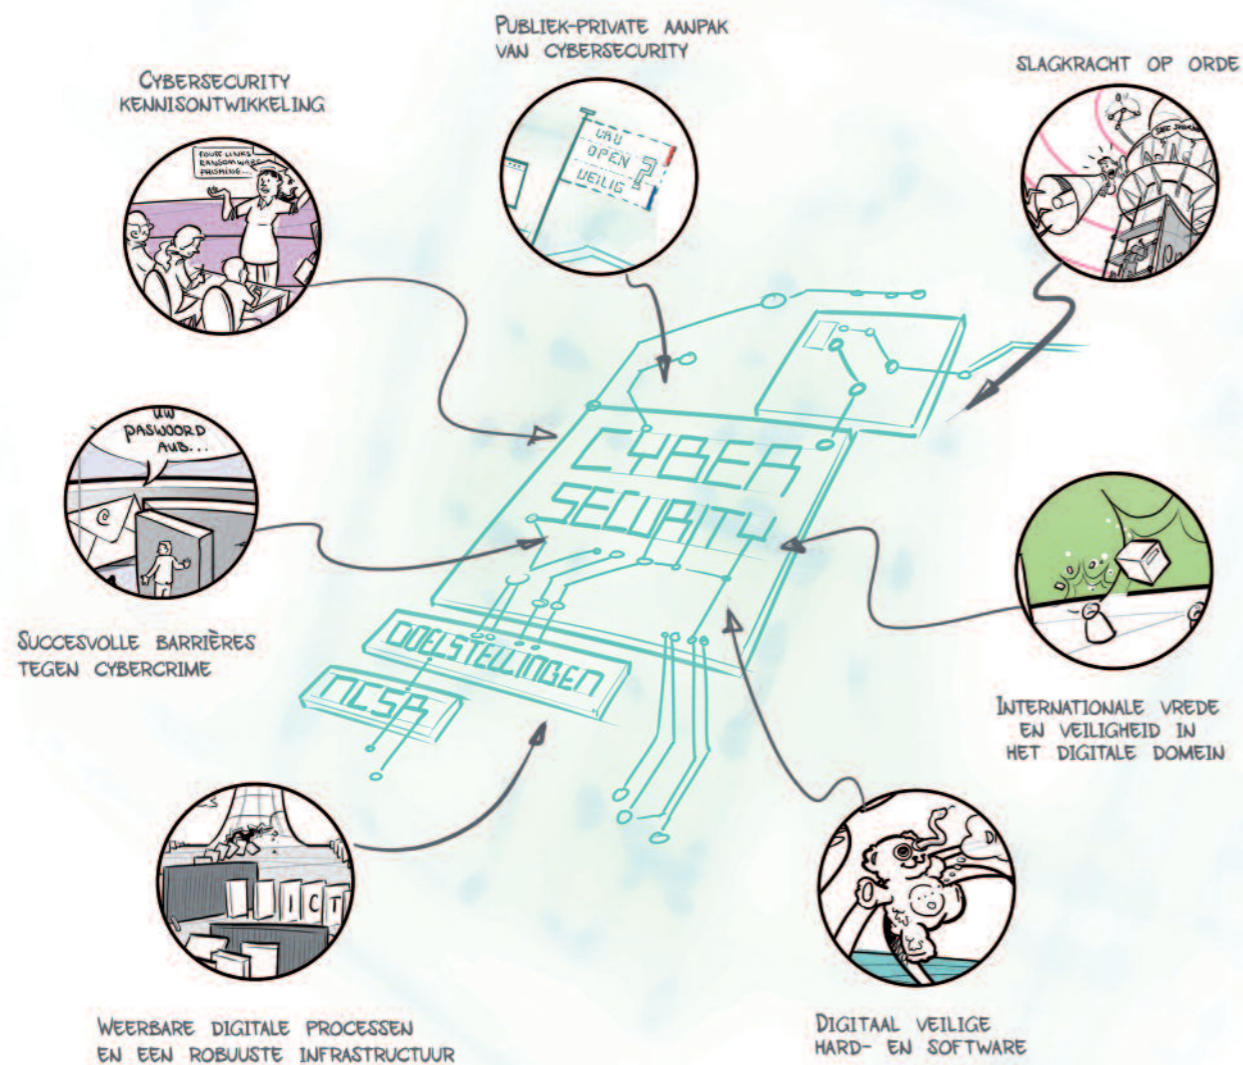 PUBLIEK-PRIVATE AANPAK
VAN CYBERSECURITY
SLAGKRACHT OP ORDE
CYBERSECURITY
KENNISONTWIKKELING
FOUTE LINKS
RANSOMWARE
PHISHING...
VRIJ
OPEN
VEILIG
?
UW
PASWOORD
AUB...
CYBER
SECURITY
DOELSTELLINGEN
NCSA
SUCCESVOLLE BARRIÈRES
TEGEN CYBERCRIME
INTERNATIONALE VREDE
EN VEILIGHEID IN
HET DIGITALE DOMEIN
ICT
WEERBARE DIGITALE PROCESSEN
EN EEN ROBUUSTE INFRASTRUCTUUR
DIGITAAL VEILIGE
HARD- EN SOFTWARE